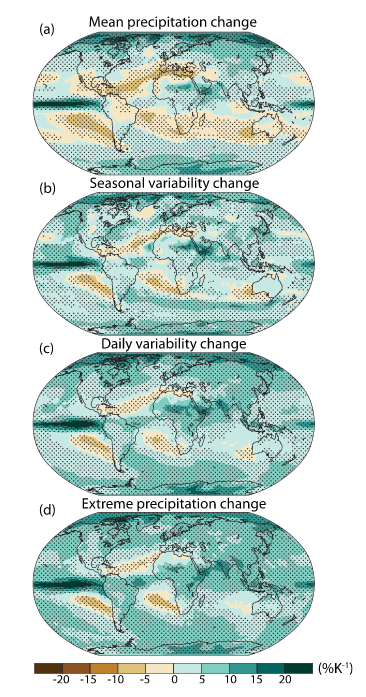 (a) Mean precipitation change
(b) Seasonal variability change
(c) Daily variability change
(d) Extreme precipitation change
-20 -15 -10 -5 0 5 10 15 20 (%K⁻¹)